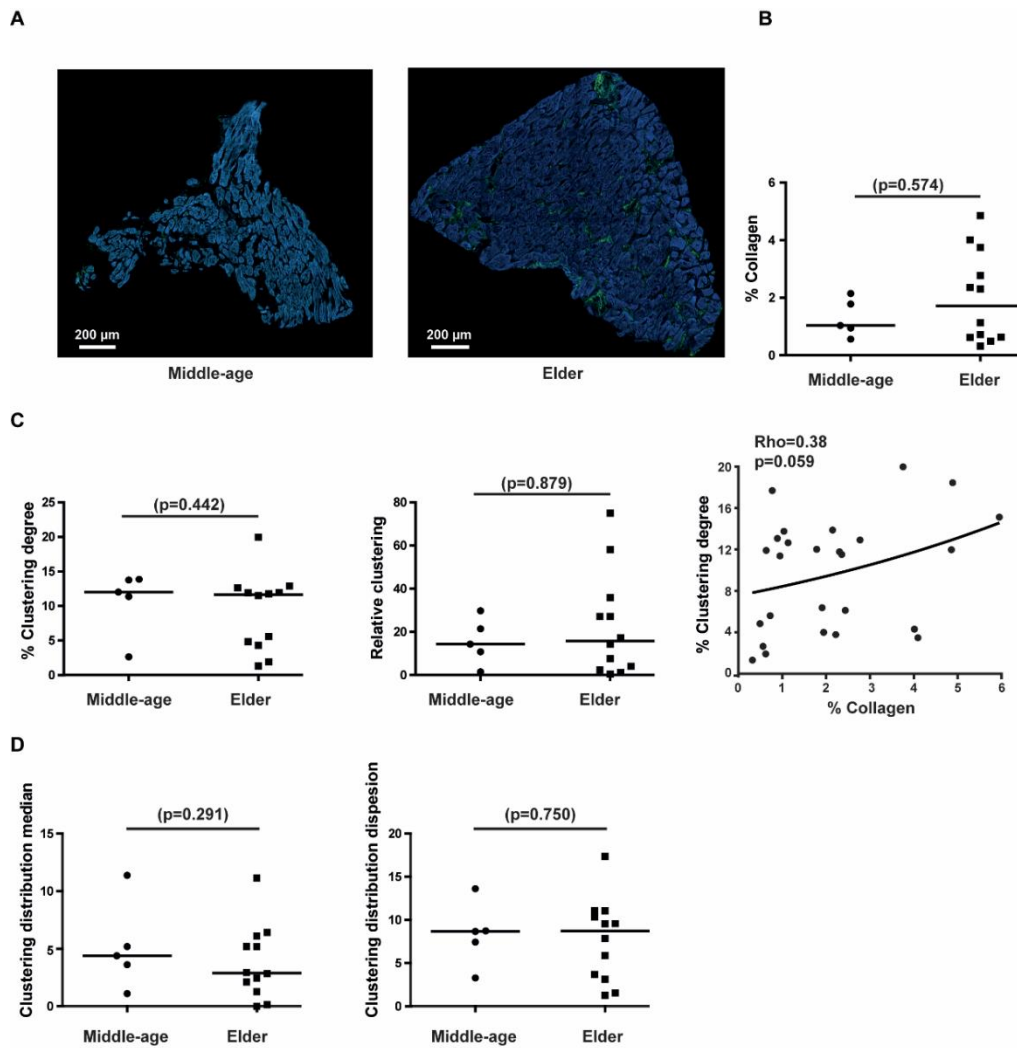 A
B
200 µm
Middle-age
200 µm
Elder
% Collagen
6
4
2
0
(p=0.574)
Middle-age
Elder
C
% Clustering degree
25
20
15
10
5
0
(p=0.442)
Middle-age
Elder
Relative clustering
80
60
40
20
0
(p=0.879)
Middle-age
Elder
Rho=0.38
p=0.059
% Clustering degree
20
16
12
8
4
0
0 1 2 3 4 5 6
% Collagen
D
Clustering distribution median
15
10
5
0
(p=0.291)
Middle-age
Elder
Clustering distribution dispesion
20
15
10
5
0
(p=0.750)
Middle-age
Elder